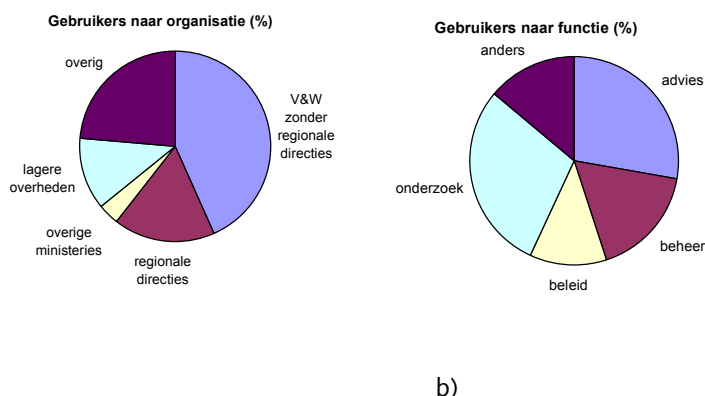 Gebruikers naar organisatie (%)
overig
V&W
zonder
regionale
directies
lagere
overheden
overige
ministeries
regionale
directies
Gebruikers naar functie (%)
anders
advies
onderzoek
beheer
beleid
b)